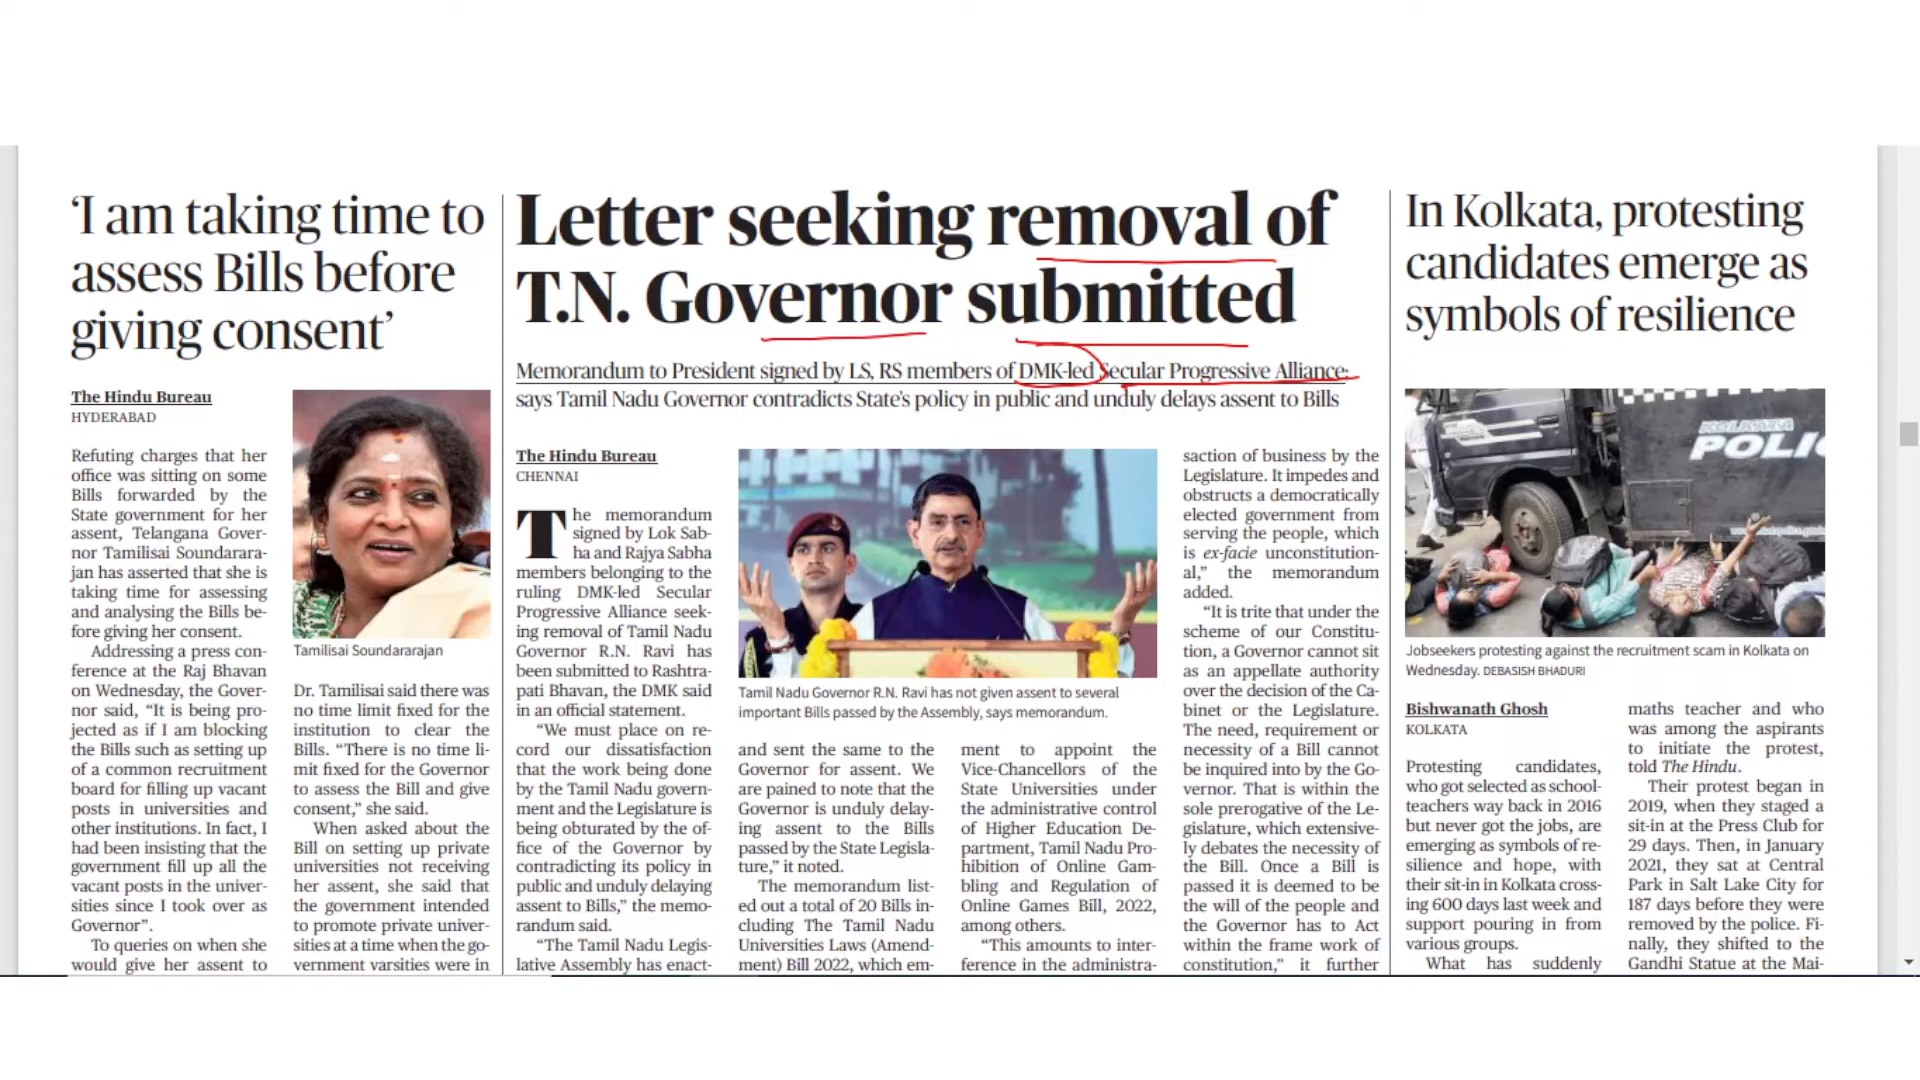 ‘I am taking time to
assess Bills before
giving consent’
The Hindu Bureau
HYDERABAD
Refuting charges that her
office was sitting on some
Bills forwarded by the
State government for her
assent, Telangana Gover-
nor Tamilisai Soundarara-
jan has asserted that she is
taking time for assessing
and analysing the Bills be-
fore giving her consent.
Addressing a press con-
ference at the Raj Bhavan
on Wednesday, the Gover-
nor said, “It is being pro-
jected as if I am blocking
the Bills such as setting up
of a common recruitment
board for filling up vacant
posts in universities and
other institutions. In fact, I
had been insisting that the
government fill up all the
vacant posts in the univer-
sities since I took over as
Governor”.
To queries on when she
would give her assent to
Tamilisai Soundararajan
Dr. Tamilisai said there was
no time limit fixed for the
institution to clear the
Bills. “There is no time li-
mit fixed for the Governor
to assess the Bill and give
consent,” she said.
When asked about the
Bill on setting up private
universities not receiving
her assent, she said that
the government intended
to promote private univer-
sities at a time when the go-
vernment varsities were in
Letter seeking removal of
T.N. Governor submitted
Memorandum to President signed by LS, RS members of DMK-led Secular Progressive Alliance;
says Tamil Nadu Governor contradicts State’s policy in public and unduly delays assent to Bills
The Hindu Bureau
CHENNAI
The memorandum
signed by Lok Sab-
ha and Rajya Sabha
members belonging to the
ruling DMK-led Secular
Progressive Alliance seek-
ing removal of Tamil Nadu
Governor R.N. Ravi has
been submitted to Rashtra-
pati Bhavan, the DMK said
in an official statement.
“We must place on re-
cord our dissatisfaction
that the work being done
by the Tamil Nadu govern-
ment and the Legislature is
being obturated by the of-
fice of the Governor by
contradicting its policy in
public and unduly delaying
assent to Bills,” the memo-
randum said.
“The Tamil Nadu Legis-
lative Assembly has enact-
Tamil Nadu Governor R.N. Ravi has not given assent to several
important Bills passed by the Assembly, says memorandum.
and sent the same to the
Governor for assent. We
are pained to note that the
Governor is unduly delay-
ing assent to the Bills
passed by the State Legisla-
ture,” it noted.
The memorandum list-
ed out a total of 20 Bills in-
cluding The Tamil Nadu
Universities Laws (Amend-
ment) Bill 2022, which em-
ment to appoint the
Vice-Chancellors of the
State Universities under
the administrative control
of Higher Education De-
partment, Tamil Nadu Pro-
hibition of Online Gam-
bling and Regulation of
Online Games Bill, 2022,
among others.
“This amounts to inter-
ference in the administra-
saction of business by the
Legislature. It impedes and
obstructs a democratically
elected government from
serving the people, which
is ex-facie unconstitution-
al,” the memorandum
added.
“It is trite that under the
scheme of our Constitu-
tion, a Governor cannot sit
as an appellate authority
over the decision of the Ca-
binet or the Legislature.
The need, requirement or
necessity of a Bill cannot
be inquired into by the Go-
vernor. That is within the
sole prerogative of the Le-
gislature, which extensive-
ly debates the necessity of
the Bill. Once a Bill is
passed it is deemed to be
the will of the people and
the Governor has to Act
within the frame work of
constitution,” it further
In Kolkata, protesting
candidates emerge as
symbols of resilience
KOLKATA
POLI
Jobseekers protesting against the recruitment scam in Kolkata on
Wednesday. DEBASISH BHADURI
Bishwanath Ghosh
KOLKATA
Protesting candidates,
who got selected as school-
teachers way back in 2016
but never got the jobs, are
emerging as symbols of re-
silience and hope, with
their sit-in in Kolkata cross-
ing 600 days last week and
support pouring in from
various groups.
What has suddenly
maths teacher and who
was among the aspirants
to initiate the protest,
told The Hindu.
Their protest began in
2019, when they staged a
sit-in at the Press Club for
29 days. Then, in January
2021, they sat at Central
Park in Salt Lake City for
187 days before they were
removed by the police. Fi-
nally, they shifted to the
Gandhi Statue at the Mai-